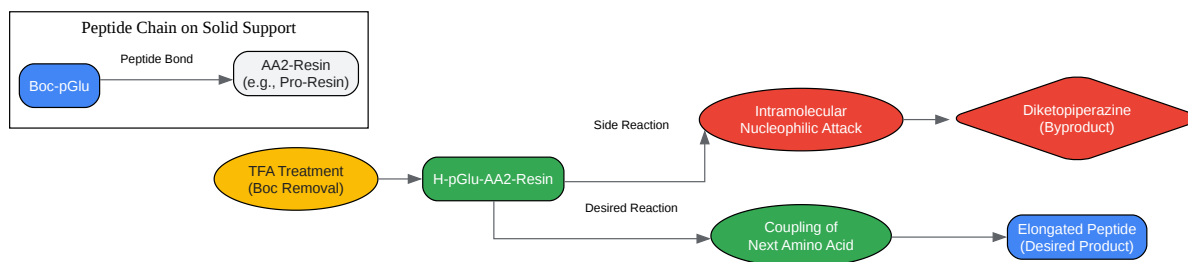 Peptide Chain on Solid Support
Boc-pGlu
Peptide Bond
AA2-Resin
(e.g., Pro-Resin)
TFA Treatment
(Boc Removal)
H-pGlu-AA2-Resin
Side Reaction
Intramolecular
Nucleophilic Attack
Diketopiperazine
(Byproduct)
Desired Reaction
Coupling of
Next Amino Acid
Elongated Peptide
(Desired Product)